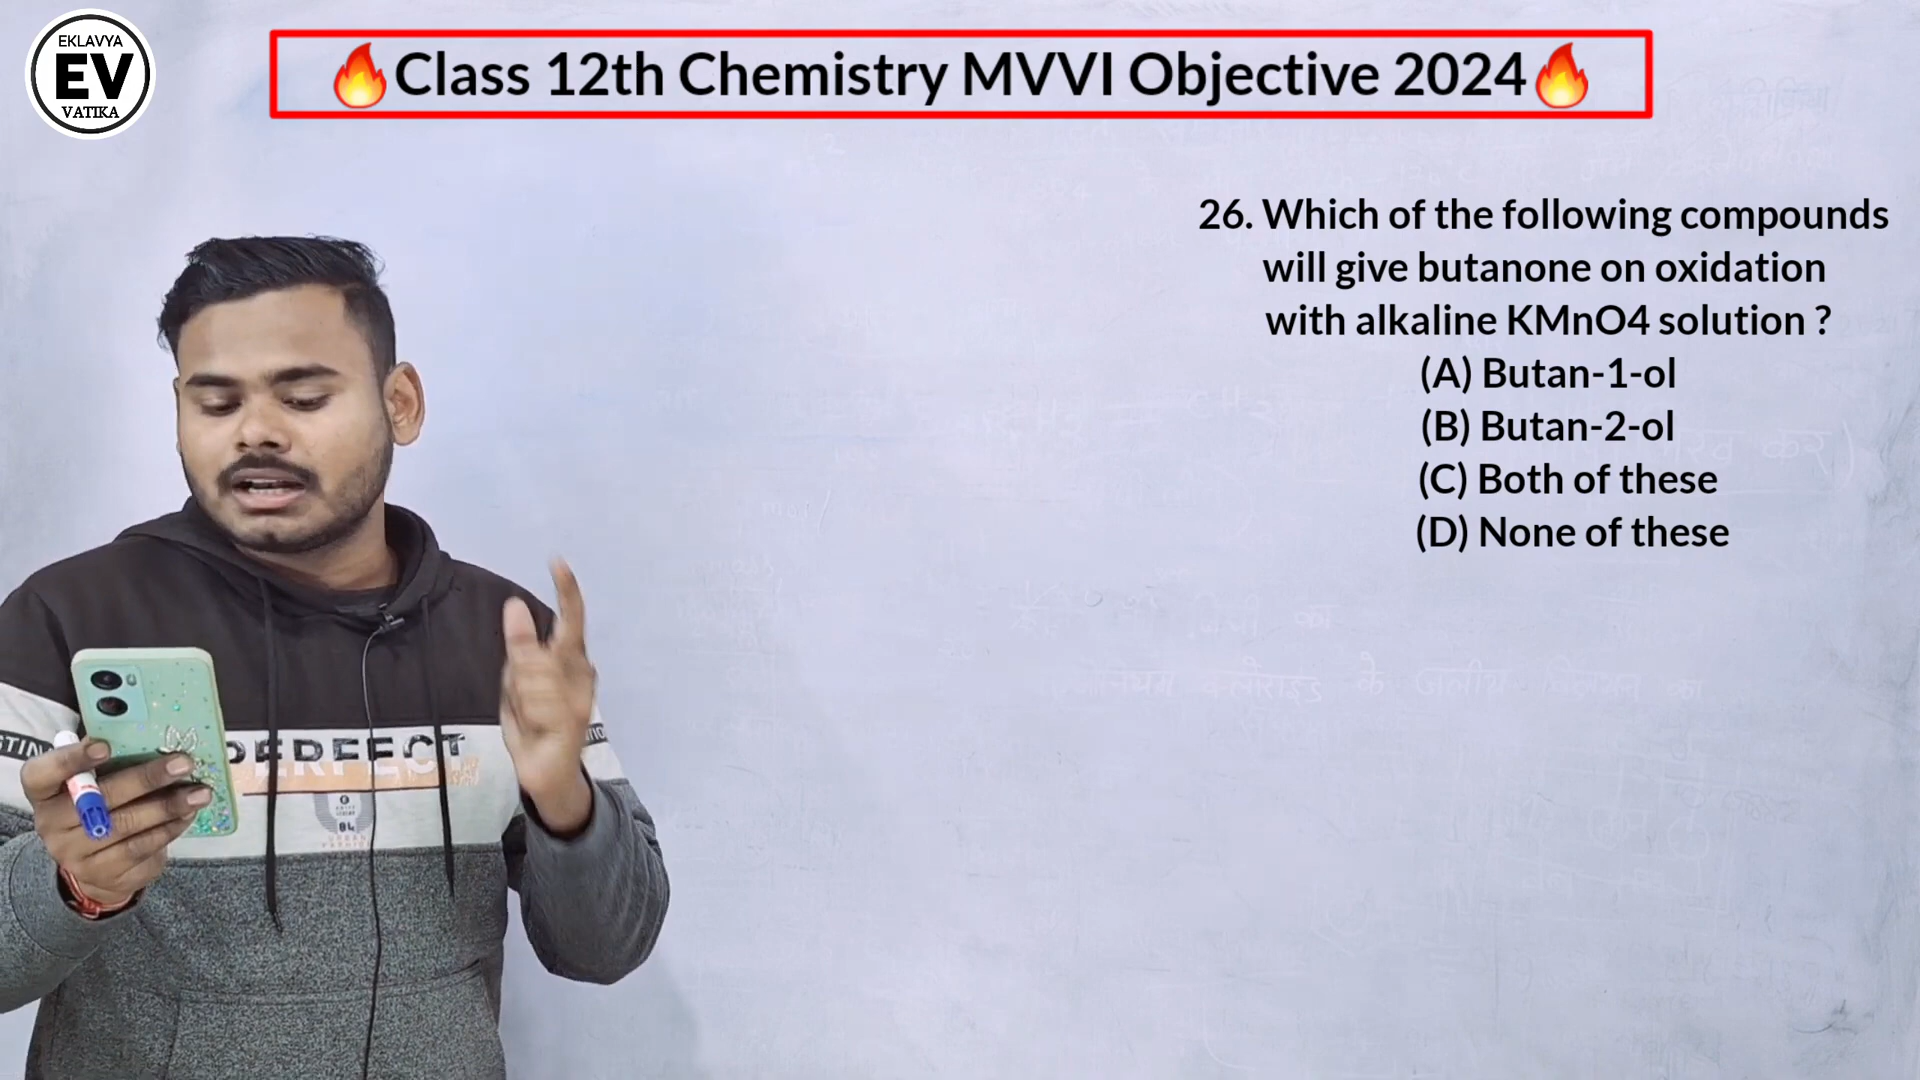 EKLAVYA
EV
VATIKA
🔥Class 12th Chemistry MVVI Objective 2024🔥
26. Which of the following compounds
will give butanone on oxidation
with alkaline KMnO4 solution ?
(A) Butan-1-ol
(B) Butan-2-ol
(C) Both of these
(D) None of these
PERFECT